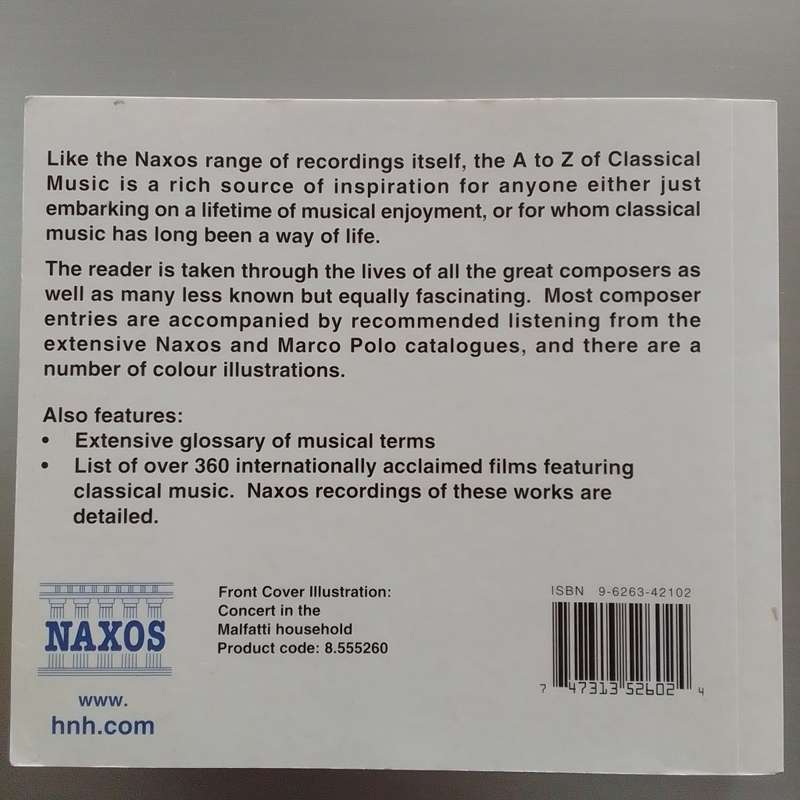 Like the Naxos range of recordings itself, the A to Z of Classical
Music is a rich source of inspiration for anyone either just
embarking on a lifetime of musical enjoyment, or for whom classical
music has long been a way of life.
The reader is taken through the lives of all the great composers as
well as many less known but equally fascinating. Most composer
entries are accompanied by recommended listening from the
extensive Naxos and Marco Polo catalogues, and there are a
number of colour illustrations.
Also features:
• Extensive glossary of musical terms
• List of over 360 internationally acclaimed films featuring
classical music. Naxos recordings of these works are
detailed.
NAXOS
www.
hnh.com
Front Cover Illustration:
Concert in the
Malfatti household
Product code: 8.555260
ISBN 9-6263-42102
7 47313 52602 4